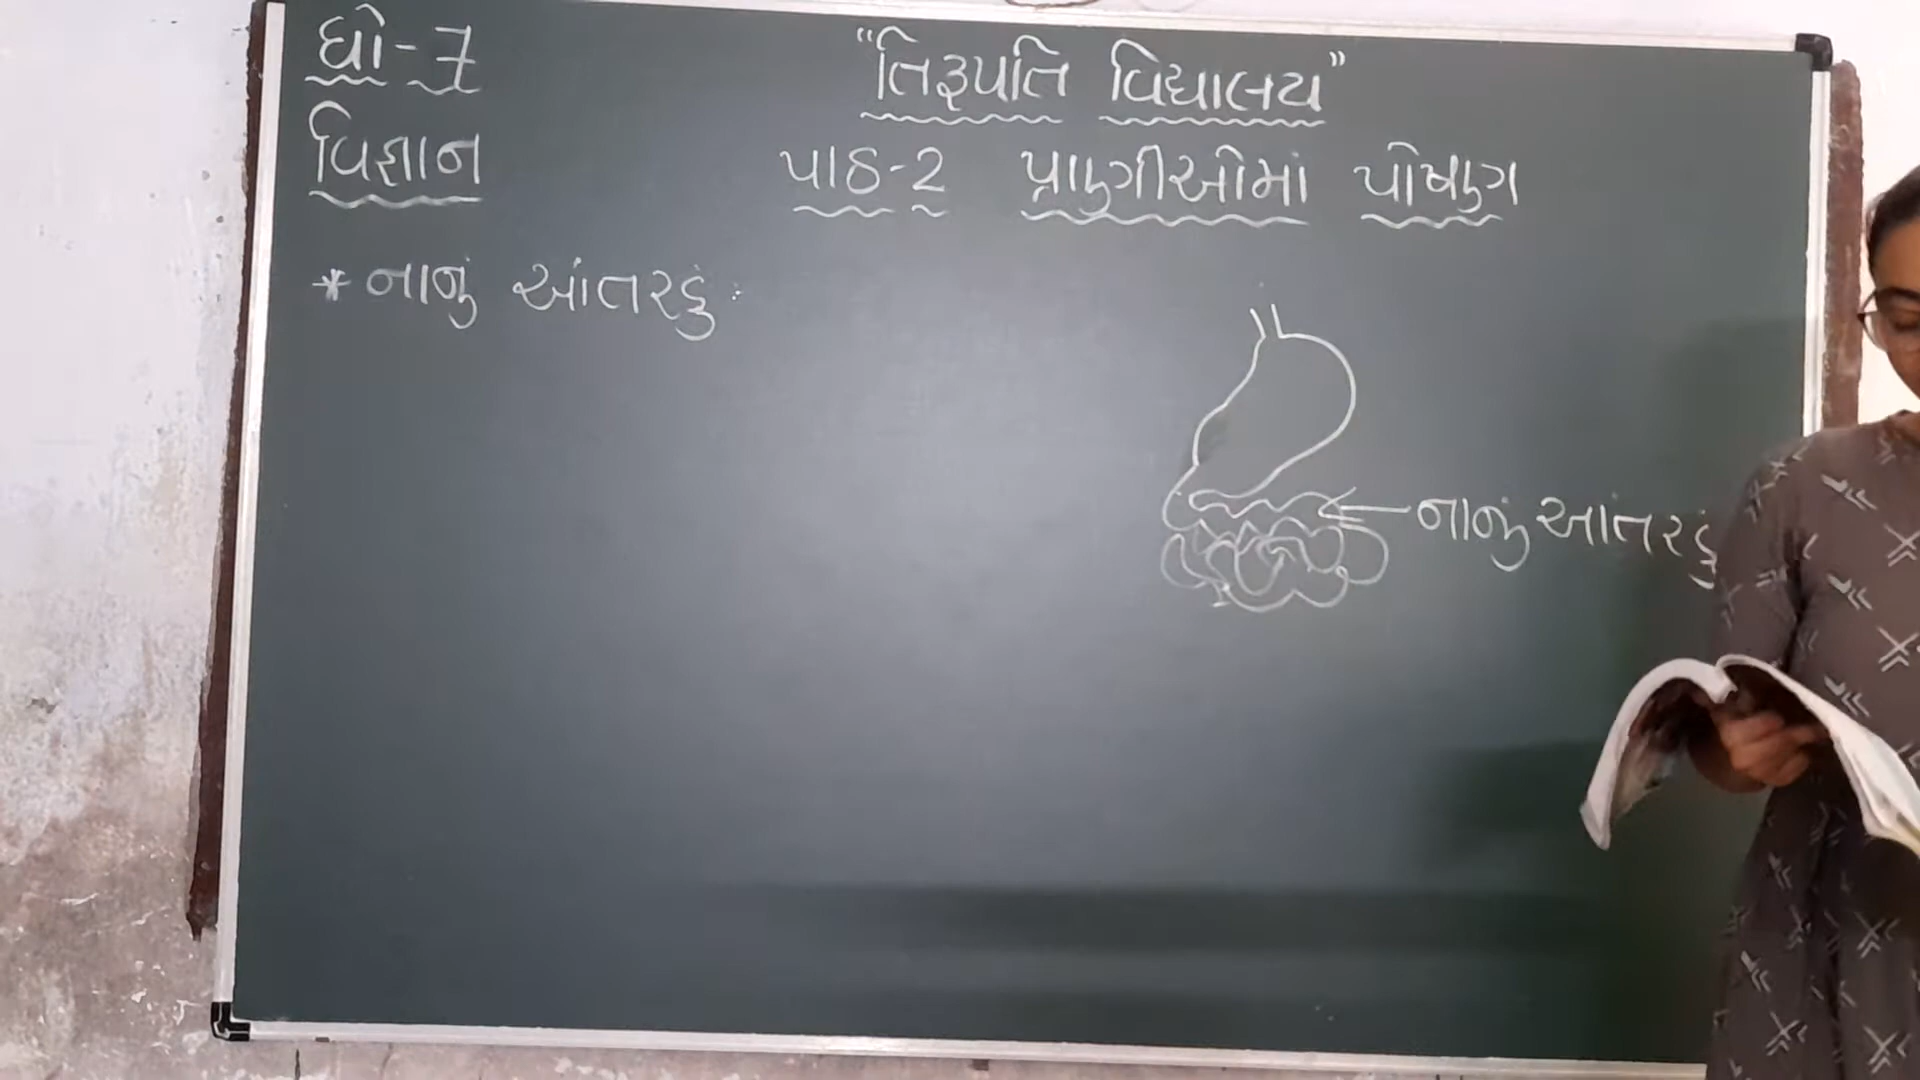 ધો-7
"તિરૂપતિ વિદ્યાલય"
વિજ્ઞાન
પાઠ-2 પ્રાણીઓમાં પોષણ
* નાનું આંતરડું :
નાનું આંતરડું